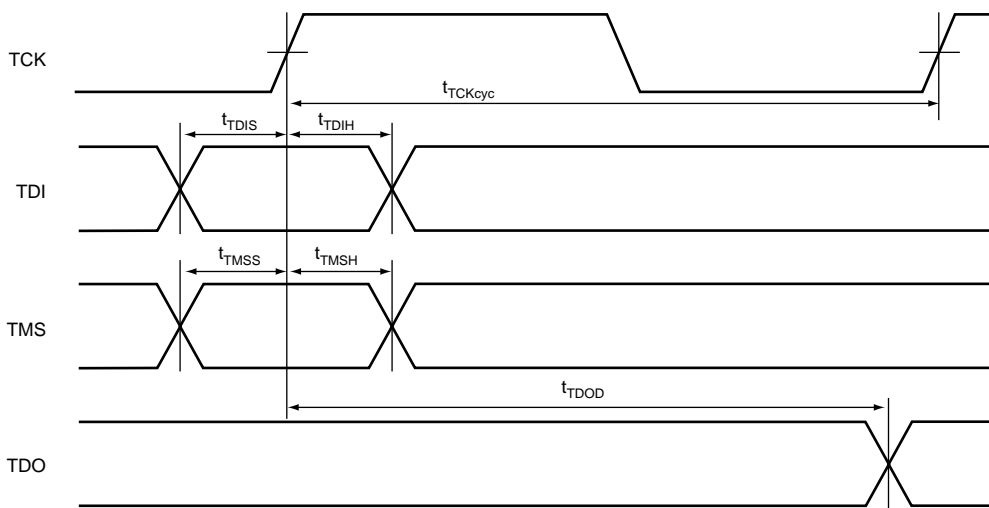 TCK
tTCKcyc
tTDIS tTDIH
TDI
tTMSS tTMSH
TMS
tTDOD
TDO